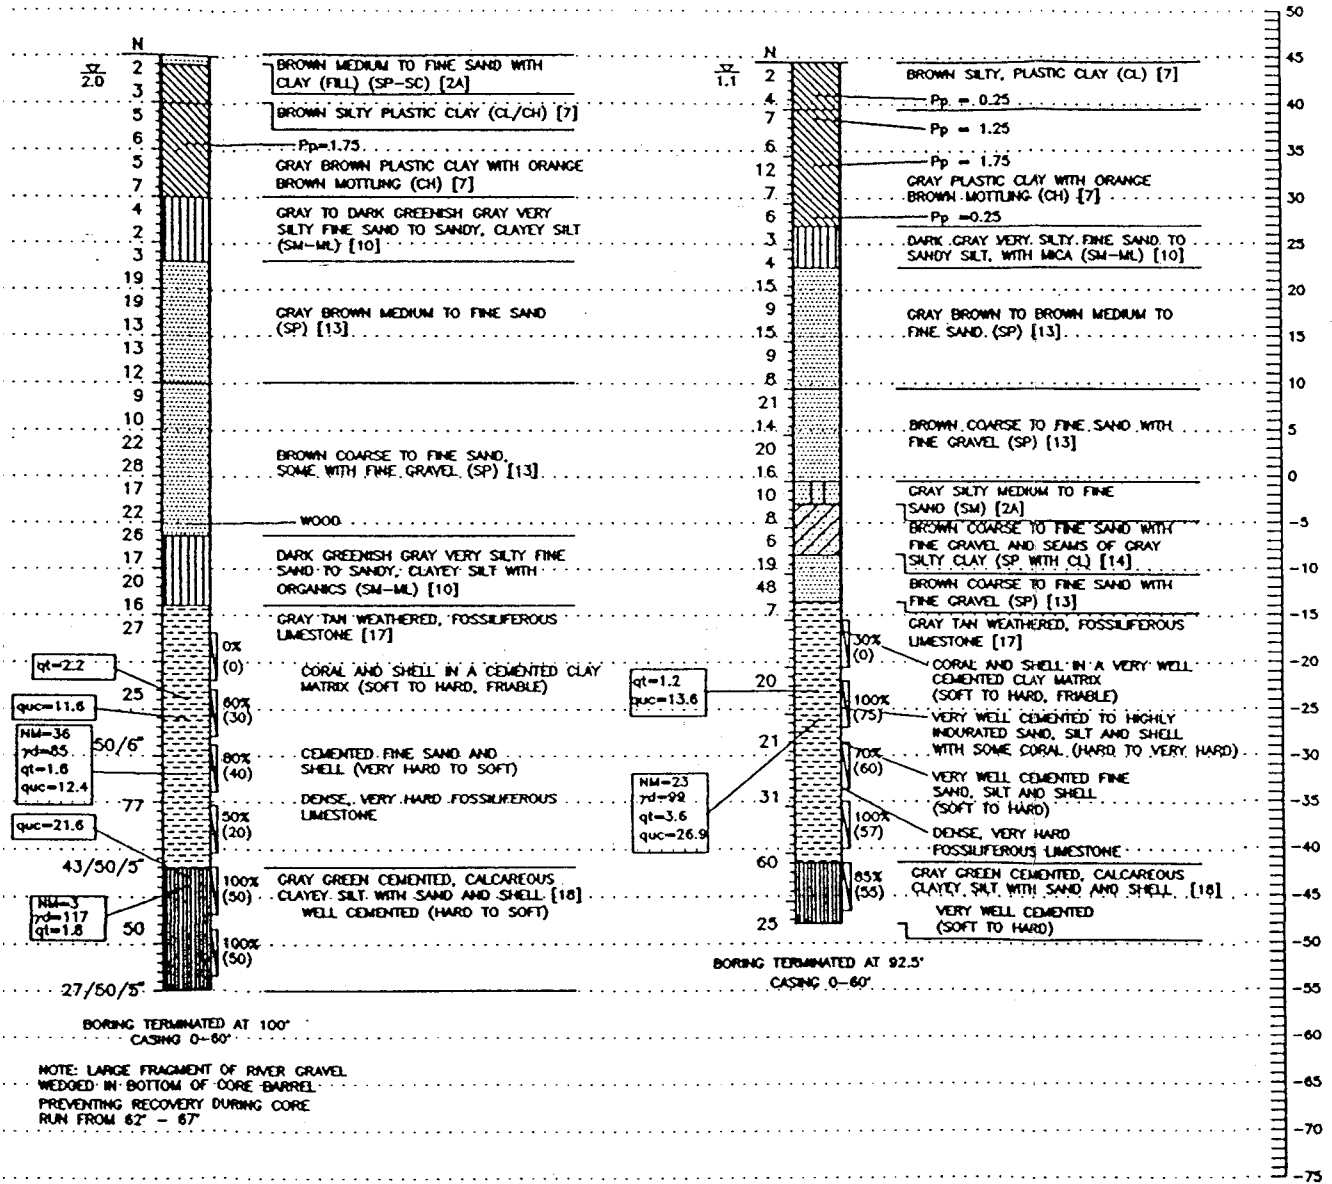 N
2
3
5
6
5
7
4
2
3
19
19
13
13
12
9
10
22
28
17
22
26
17
20
16
27
25
50/6"
77
43/50/5"
50
27/50/5"
2.0
BROWN MEDIUM TO FINE SAND WITH
CLAY (FILL) (SP-SC) [2A]
BROWN SILTY PLASTIC CLAY (CL/CH) [7]
Pp=1.75
GRAY BROWN PLASTIC CLAY WITH ORANGE
BROWN MOTTLING (CH) [7]
GRAY TO DARK GREENISH GRAY VERY
SILTY FINE SAND TO SANDY, CLAYEY SILT
(SM-ML) [10]
GRAY BROWN MEDIUM TO FINE SAND
(SP) [13]
BROWN COARSE TO FINE SAND,
SOME WITH FINE GRAVEL (SP) [13]
WOOD
DARK GREENISH GRAY VERY SILTY FINE
SAND TO SANDY, CLAYEY SILT WITH
ORGANICS (SM-ML) [10]
GRAY TAN WEATHERED, FOSSILIFEROUS
LIMESTONE [17]
0%
(0)
CORAL AND SHELL IN A CEMENTED CLAY
MATRIX (SOFT TO HARD, FRIABLE)
60%
(30)
80%
(40)
CEMENTED FINE SAND AND
SHELL (VERY HARD TO SOFT)
DENSE, VERY HARD FOSSILIFEROUS
LIMESTONE
50%
(20)
100%
(50)
GRAY GREEN CEMENTED, CALCAREOUS
CLAYEY SILT WITH SAND AND SHELL [18]
WELL CEMENTED (HARD TO SOFT)
100%
(50)
qt=2.2
quc=11.6
NM=36
γd=85
qt=1.6
quc=12.4
quc=21.6
NM=3
γd=117
qt=1.8
BORING TERMINATED AT 100'
CASING 0-60'
NOTE: LARGE FRAGMENT OF RIVER GRAVEL
WEDGED IN BOTTOM OF CORE BARREL
PREVENTING RECOVERY DURING CORE
RUN FROM 62' - 67'
N
2
4
7
6
12
7
6
3
4
15
9
15
9
8
21
14
20
16
10
8
6
19
48
7
20
21
31
60
25
1.1
BROWN SILTY, PLASTIC CLAY (CL) [7]
Pp = 0.25
Pp = 1.25
Pp = 1.75
GRAY PLASTIC CLAY WITH ORANGE
BROWN MOTTLING (CH) [7]
Pp =0.25
DARK GRAY VERY SILTY FINE SAND TO
SANDY SILT, WITH MICA (SM-ML) [10]
GRAY BROWN TO BROWN MEDIUM TO
FINE SAND (SP) [13]
BROWN COARSE TO FINE SAND WITH
FINE GRAVEL (SP) [13]
GRAY SILTY MEDIUM TO FINE
SAND (SM) [2A]
BROWN COARSE TO FINE SAND WITH
FINE GRAVEL AND SEAMS OF GRAY
SILTY CLAY (SP WITH CL) [14]
BROWN COARSE TO FINE SAND WITH
FINE GRAVEL (SP) [13]
GRAY TAN WEATHERED, FOSSILIFEROUS
LIMESTONE [17]
30%
(0)
CORAL AND SHELL IN A VERY WELL
CEMENTED CLAY MATRIX
(SOFT TO HARD, FRIABLE)
100%
(75)
VERY WELL CEMENTED TO HIGHLY
INDURATED SAND, SILT AND SHELL
WITH SOME CORAL (HARD TO VERY HARD)
70%
(60)
VERY WELL CEMENTED FINE
SAND, SILT AND SHELL
(SOFT TO HARD)
100%
(57)
DENSE, VERY HARD
FOSSILIFEROUS LIMESTONE
85%
(55)
GRAY GREEN CEMENTED, CALCAREOUS
CLAYEY SILT WITH SAND AND SHELL [18]
VERY WELL CEMENTED
(SOFT TO HARD)
qt=1.2
quc=13.6
NM=23
γd=99
qt=3.6
quc=26.9
BORING TERMINATED AT 92.5'
CASING 0-60'
50
45
40
35
30
25
20
15
10
5
0
-5
-10
-15
-20
-25
-30
-35
-40
-45
-50
-55
-60
-65
-70
-75